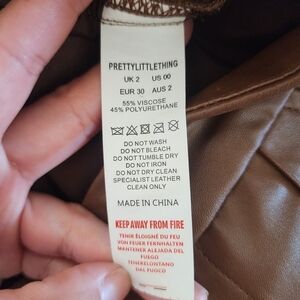 PRETTYLITTLETHING
UK 2 US 00
EUR 30 AUS 2
55% VISCOSE
45% POLYURETHANE
DO NOT WASH
DO NOT BLEACH
DO NOT TUMBLE DRY
DO NOT IRON
DO NOT DRY CLEAN
SPECIALIST LEATHER
CLEAN ONLY
MADE IN CHINA
KEEP AWAY FROM FIRE
TENIR ÉLOIGNÉ DU FEU
VON FEUER FERNHALTEN
MANTENER ALEJADA DEL
FUEGO
TENERELONTANO
DAL FUOCO